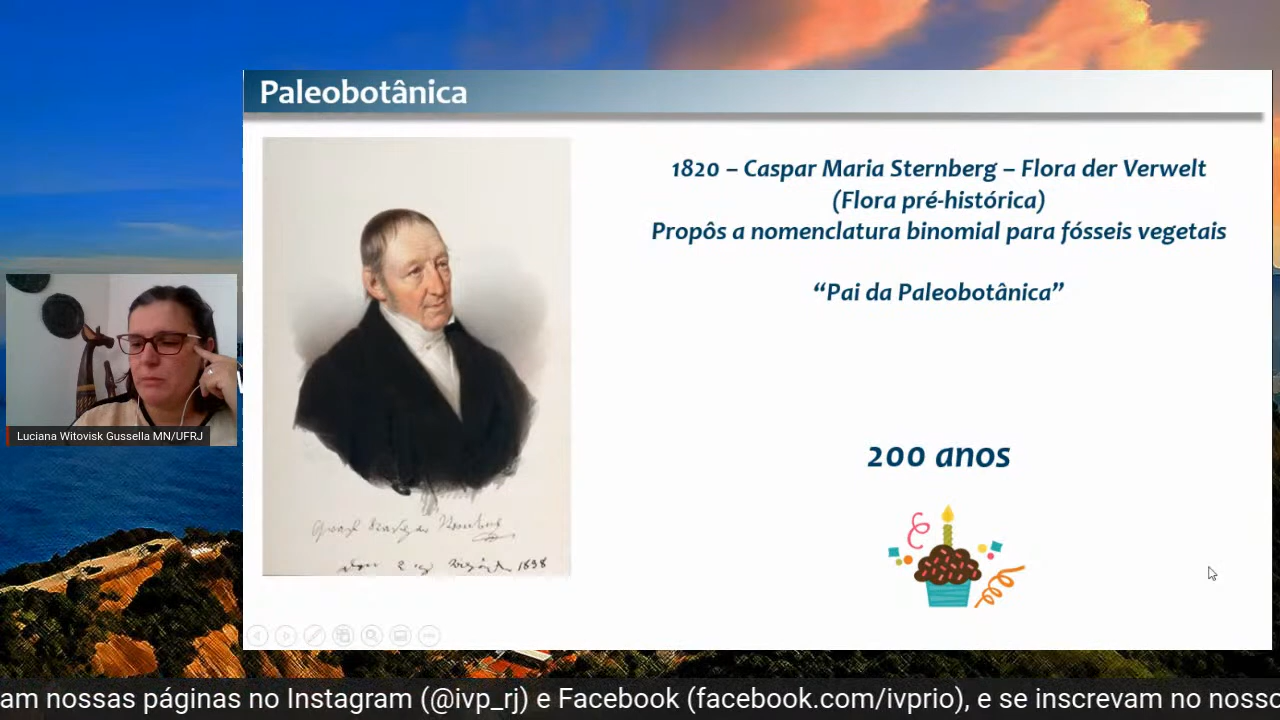 Paleobotânica
1820 – Caspar Maria Sternberg – Flora der Verwelt
(Flora pré-histórica)
Propôs a nomenclatura binomial para fósseis vegetais
“Pai da Paleobotânica”
200 anos
1838
Luciana Witovisk Gussella MN/UFRJ
am nossas páginas no Instagram (@ivp_rj) e Facebook (facebook.com/ivprio), e se inscrevam no nosso